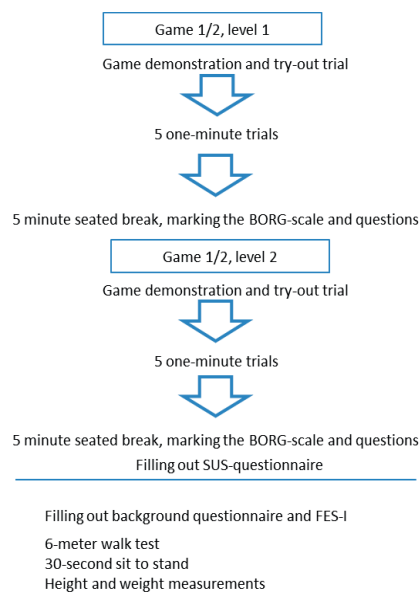 Game 1/2, level 1
Game demonstration and try-out trial
5 one-minute trials
5 minute seated break, marking the BORG-scale and questions
Game 1/2, level 2
Game demonstration and try-out trial
5 one-minute trials
5 minute seated break, marking the BORG-scale and questions
Filling out SUS-questionnaire
Filling out background questionnaire and FES-I
6-meter walk test
30-second sit to stand
Height and weight measurements